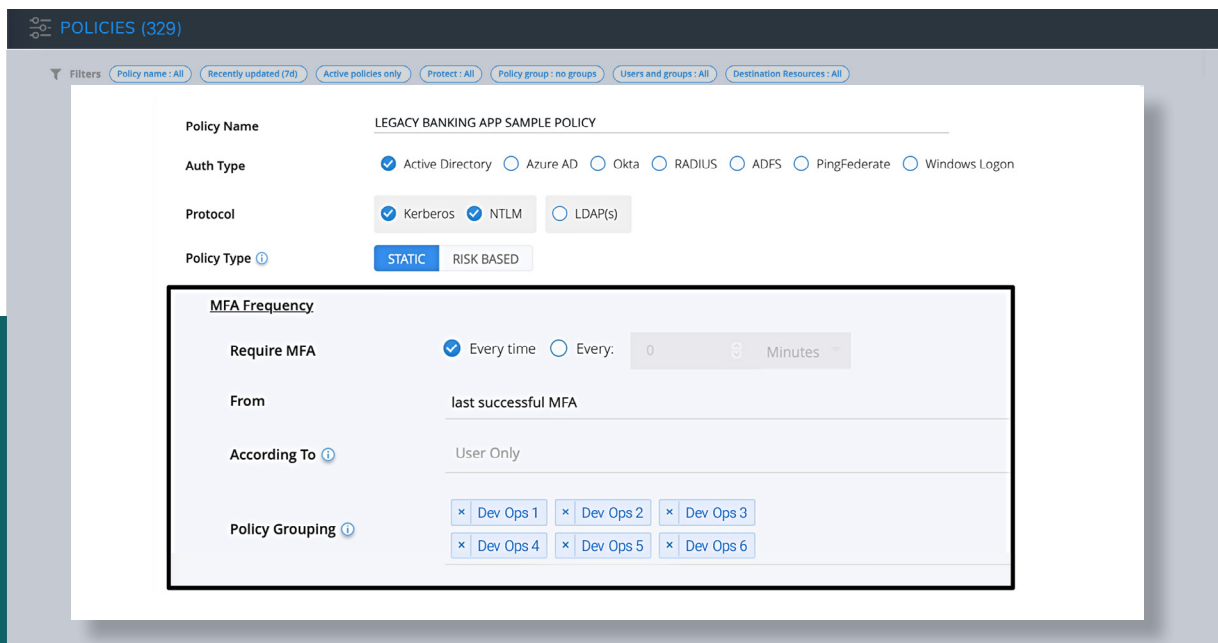 POLICIES (329)
Filters Policy name : All Recently updated (7d) Active policies only Protect : All Policy group : no groups Users and groups : All Destination Resources : All
Policy Name LEGACY BANKING APP SAMPLE POLICY
Auth Type Active Directory Azure AD Okta RADIUS ADFS PingFederate Windows Logon
Protocol Kerberos NTLM LDAP(s)
Policy Type STATIC RISK BASED
MFA Frequency
Require MFA Every time Every: 0 Minutes
From last successful MFA
According To User Only
Policy Grouping × Dev Ops 1 × Dev Ops 2 × Dev Ops 3
× Dev Ops 4 × Dev Ops 5 × Dev Ops 6